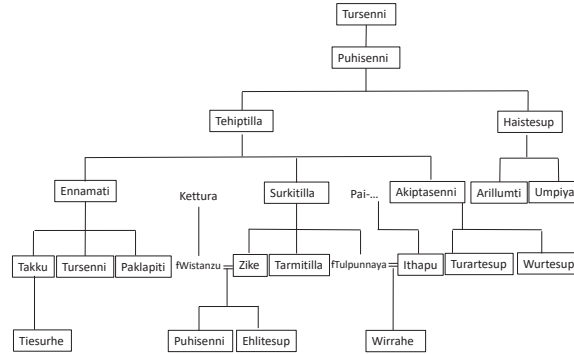 Tursenni
Puhisenni
Tehiptilla
Haistesup
Ennamati
Kettura
Surkitilla
Pai-...
Akiptasenni
Arillumti
Umpiya
Takku
Tursenni
Paklapiti
fWistanzu
Zike
Tarmitilla
fTulpunnaya
Ithapu
Turartesup
Wurtesup
Tiesurhe
Puhisenni
Ehlitesup
Wirrahe